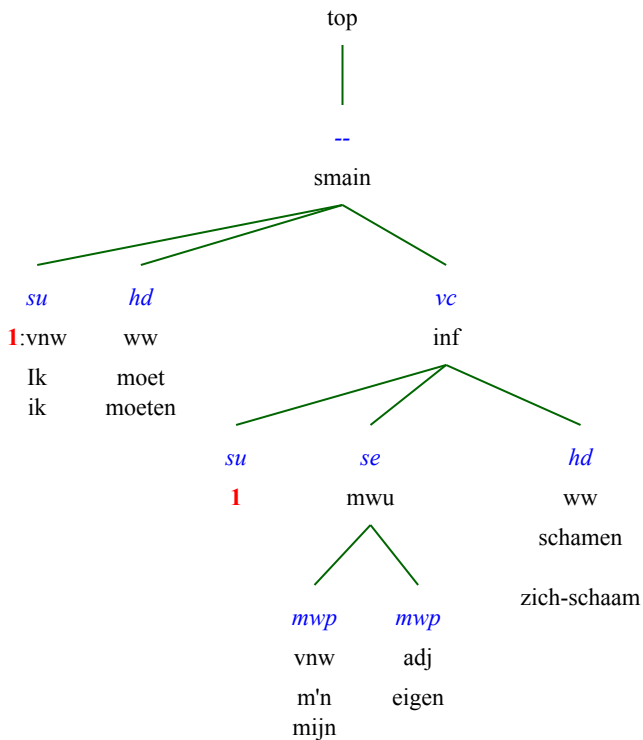 top
--
smain
su hd vc
1:vnw ww inf
Ik moet
ik moeten
su se hd
1 mwu ww
schamen
zich-schaam
mwp mwp
vnw adj
m'n eigen
mijn